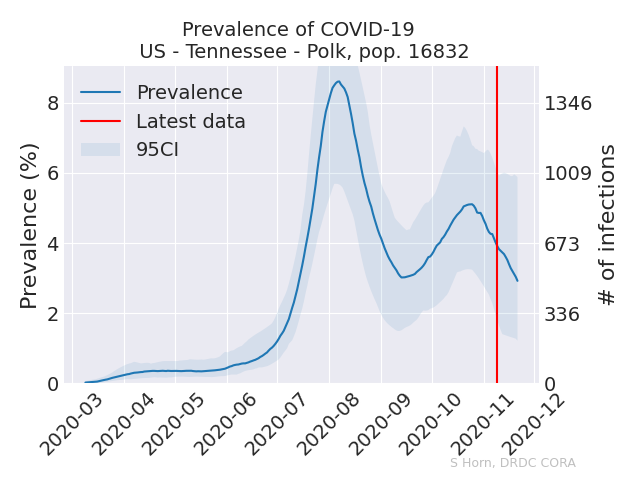 Prevalence of COVID-19
US - Tennessee - Polk, pop. 16832
Prevalence
Latest data
95CI
Prevalence (%)
8
6
4
2
0
1346
1009
673
336
0
# of infections
2020-03
2020-04
2020-05
2020-06
2020-07
2020-08
2020-09
2020-10
2020-11
2020-12
S Horn, DRDC CORA